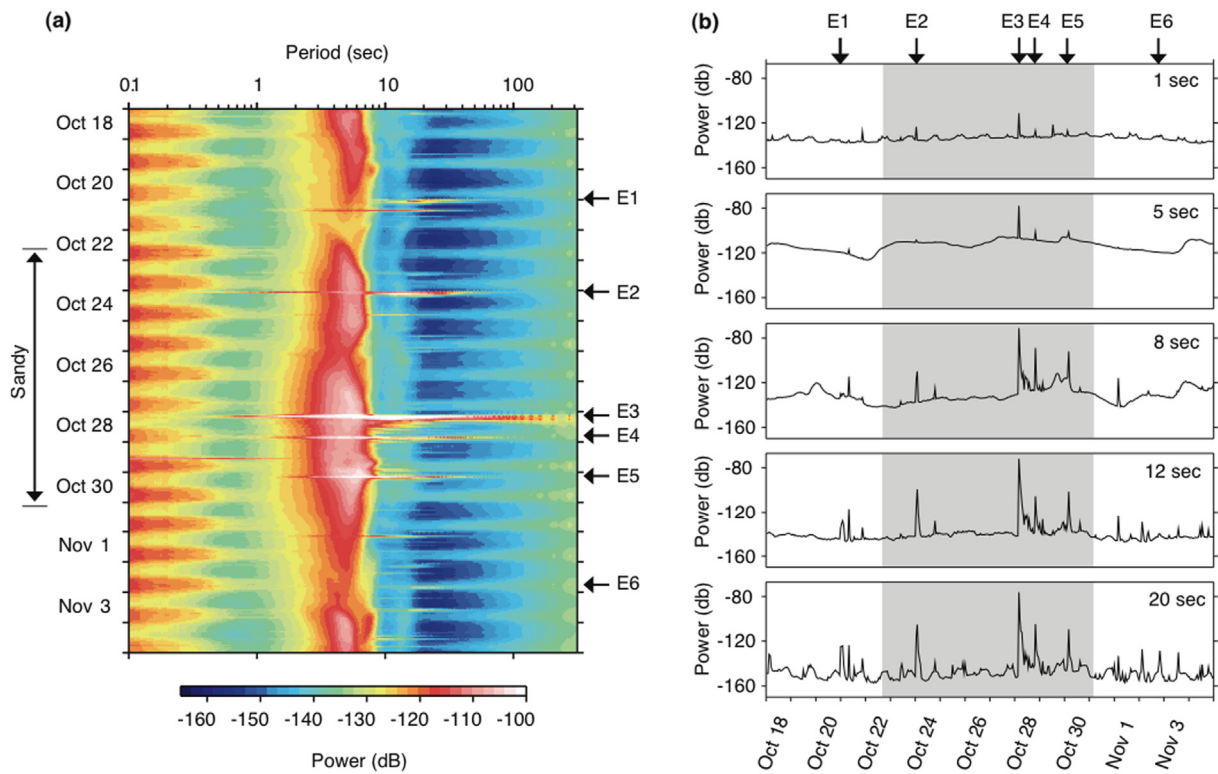 (a)
Period (sec)
0.1 1 10 100
Oct 18
Oct 20
Oct 22
Oct 24
Oct 26
Oct 28
Oct 30
Nov 1
Nov 3
Sandy
E1
E2
E3
E4
E5
E6
-160 -150 -140 -130 -120 -110 -100
Power (dB)
(b)
E1 E2 E3 E4 E5 E6
1 sec
Power (db)
-80
-120
-160
5 sec
Power (db)
-80
-120
-160
8 sec
Power (db)
-80
-120
-160
12 sec
Power (db)
-80
-120
-160
20 sec
Power (db)
-80
-120
-160
Oct 18 Oct 20 Oct 22 Oct 24 Oct 26 Oct 28 Oct 30 Nov 1 Nov 3